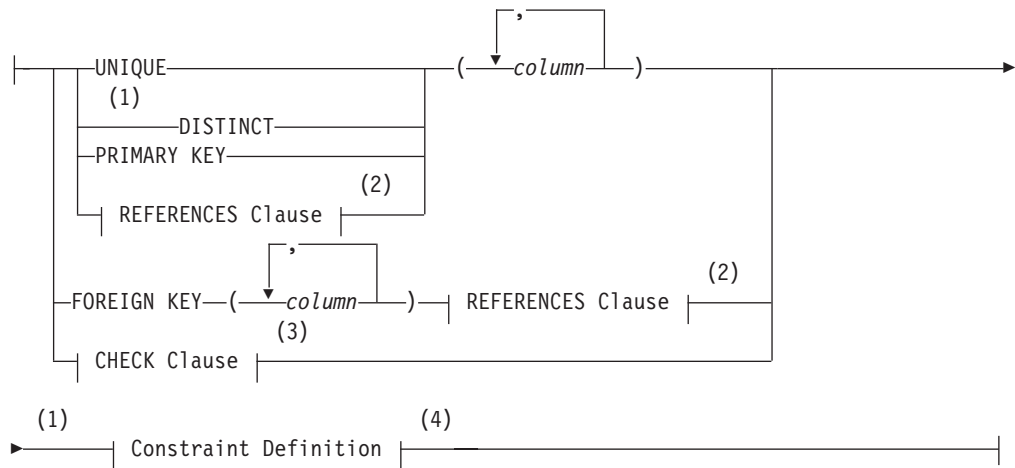 ,
UNIQUE ( column )
(1)
DISTINCT
PRIMARY KEY
(2)
REFERENCES Clause
,
(2)
FOREIGN KEY ( column ) REFERENCES Clause
(3)
CHECK Clause
(1) (4)
Constraint Definition